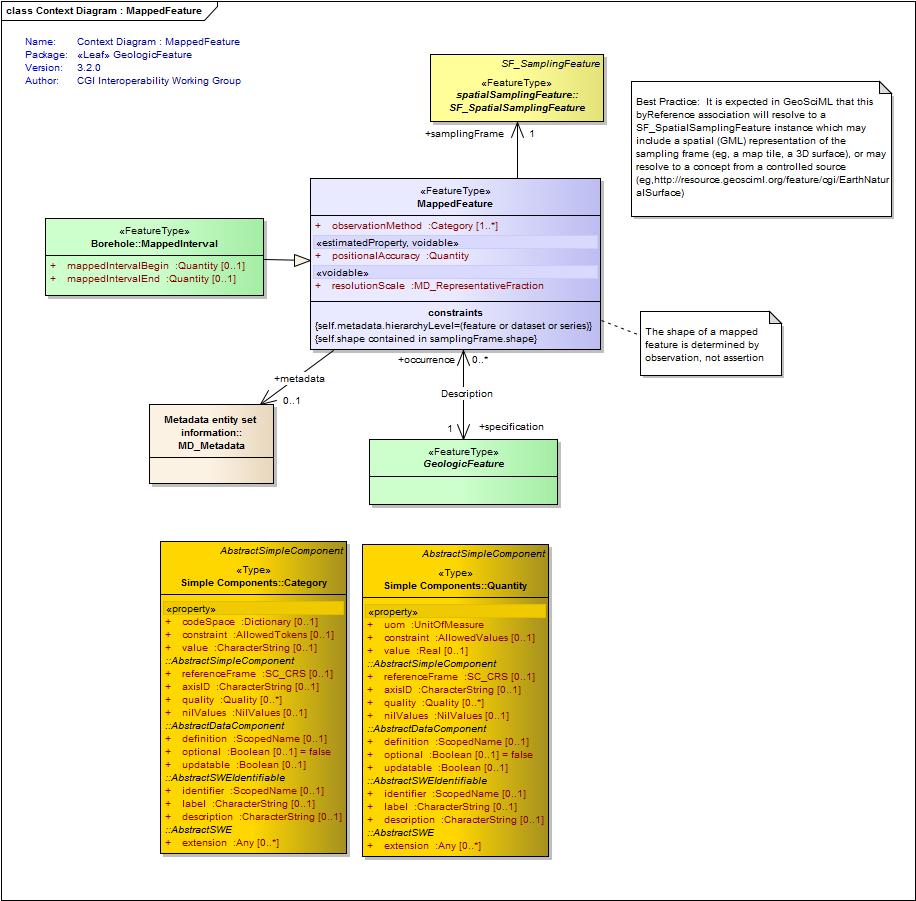 class Context Diagram : MappedFeature
Name: Context Diagram : MappedFeature
Package: «Leaf» GeologicFeature
Version: 3.2.0
Author: CGI Interoperability Working Group
SF_SamplingFeature
«FeatureType»
spatialSamplingFeature::
SF_SpatialSamplingFeature
+samplingFrame 1
Best Practice: It is expected in GeoSciML that this
byReference association will resolve to a
SF_SpatialSamplingFeature instance which may
include a spatial (GML) representation of the
sampling frame (eg, a map tile, a 3D surface), or may
resolve to a concept from a controlled source
(eg,http://resource.geosciml.org/feature/cgi/EarthNatur
alSurface)
«FeatureType»
MappedFeature
+ observationMethod :Category [1..*]
«estimatedProperty, voidable»
+ positionalAccuracy :Quantity
«voidable»
+ resolutionScale :MD_RepresentativeFraction
constraints
{self.metadata.hierarchyLevel=(feature or dataset or series)}
{self.shape contained in samplingFrame.shape}
«FeatureType»
Borehole::MappedInterval
+ mappedIntervalBegin :Quantity [0..1]
+ mappedIntervalEnd :Quantity [0..1]
The shape of a mapped
feature is determined by
observation, not assertion
+occurrence 0..*
+metadata
0..1
Description
1 +specification
Metadata entity set
information::
MD_Metadata
«FeatureType»
GeologicFeature
AbstractSimpleComponent
«Type»
Simple Components::Category
«property»
+ codeSpace :Dictionary [0..1]
+ constraint :AllowedTokens [0..1]
+ value :CharacterString [0..1]
::AbstractSimpleComponent
+ referenceFrame :SC_CRS [0..1]
+ axisID :CharacterString [0..1]
+ quality :Quality [0..*]
+ nilValues :NilValues [0..1]
::AbstractDataComponent
+ definition :ScopedName [0..1]
+ optional :Boolean [0..1] = false
+ updatable :Boolean [0..1]
::AbstractSWEIdentifiable
+ identifier :ScopedName [0..1]
+ label :CharacterString [0..1]
+ description :CharacterString [0..1]
::AbstractSWE
+ extension :Any [0..*]
AbstractSimpleComponent
«Type»
Simple Components::Quantity
«property»
+ uom :UnitOfMeasure
+ constraint :AllowedValues [0..1]
+ value :Real [0..1]
::AbstractSimpleComponent
+ referenceFrame :SC_CRS [0..1]
+ axisID :CharacterString [0..1]
+ quality :Quality [0..*]
+ nilValues :NilValues [0..1]
::AbstractDataComponent
+ definition :ScopedName [0..1]
+ optional :Boolean [0..1] = false
+ updatable :Boolean [0..1]
::AbstractSWEIdentifiable
+ identifier :ScopedName [0..1]
+ label :CharacterString [0..1]
+ description :CharacterString [0..1]
::AbstractSWE
+ extension :Any [0..*]